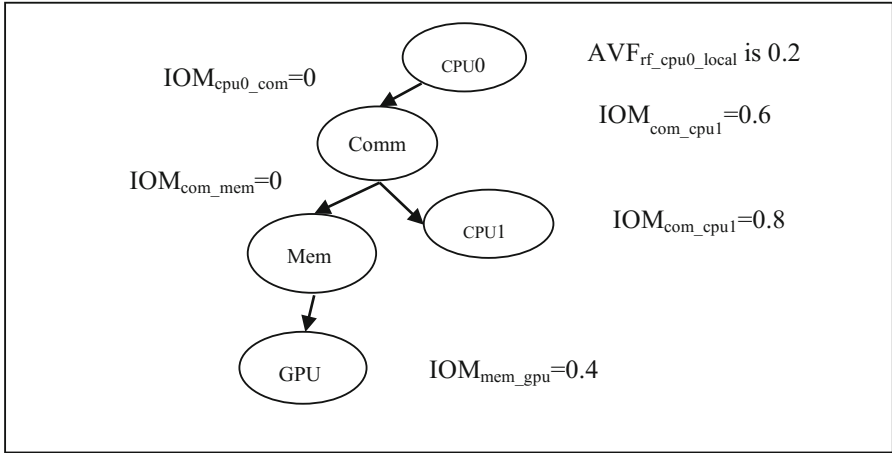 CPU0
AVFrf_cpu0_local is 0.2
IOMcpu0_com=0
IOMcom_cpu1=0.6
Comm
IOMcom_mem=0
CPU1
IOMcom_cpu1=0.8
Mem
GPU
IOMmem_gpu=0.4